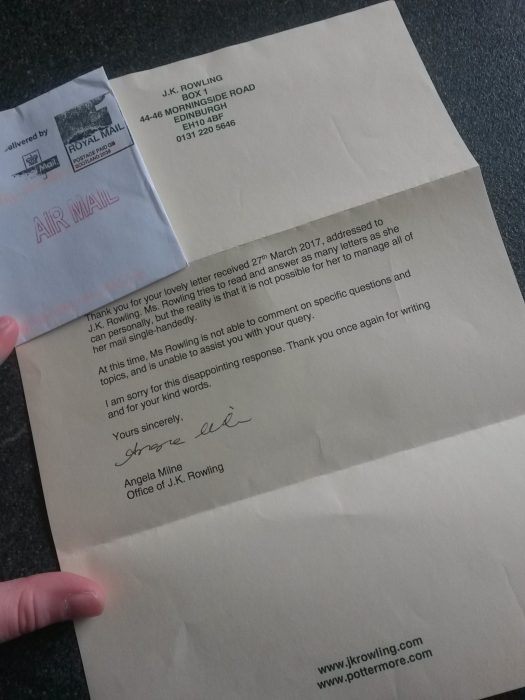 J.K. ROWLING
BOX 1
44-46 MORNINGSIDE ROAD
EDINBURGH
EH10 4BF
0131 220 5646
Delivered by
Royal Mail
ROYAL MAIL
POSTAGE PAID GB
AIR MAIL
Thank you for your lovely letter received 27th March 2017, addressed to
J.K. Rowling. Ms. Rowling tries to read and answer as many letters as she
can personally, but the reality is that it is not possible for her to manage all of
her mail single-handedly.
At this time, Ms Rowling is not able to comment on specific questions and
topics, and is unable to assist you with your query.
I am sorry for this disappointing response. Thank you once again for writing
and for your kind words.
Yours sincerely,
Angela Milne
Office of J.K. Rowling
www.jkrowling.com
www.pottermore.com